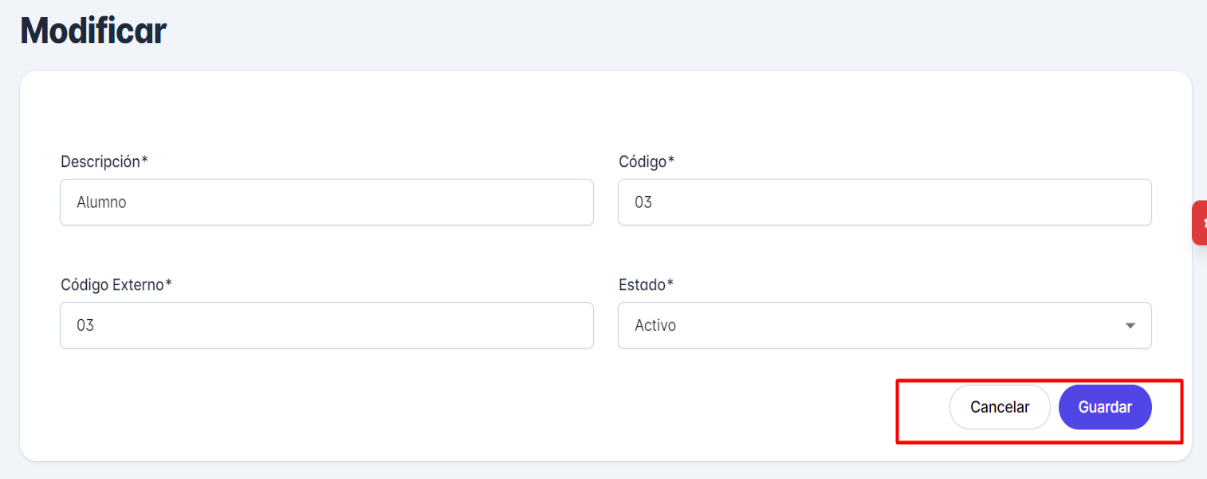 Modificar
Descripción*
Código*
Alumno
03
Código Externo*
Estado*
03
Activo
Cancelar
Guardar